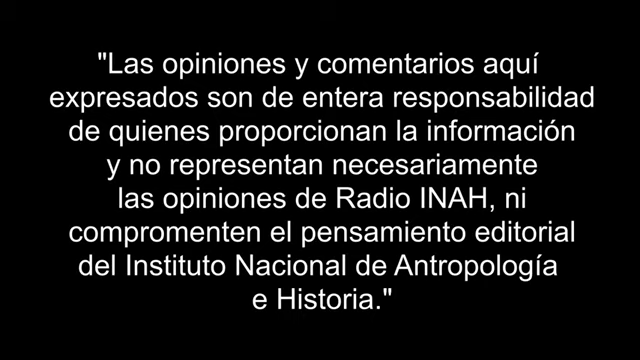 "Las opiniones y comentarios aquí
expresados son de entera responsabilidad
de quienes proporcionan la información
y no representan necesariamente
las opiniones de Radio INAH, ni
compromenten el pensamiento editorial
del Instituto Nacional de Antropología
e Historia."